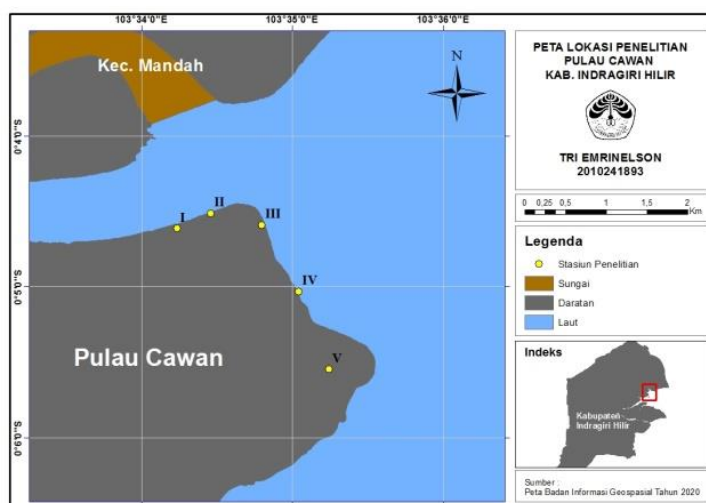 103°34'0"E
103°35'0"E
103°36'0"E
0°4'0"S
0°5'0"S
0°6'0"S
Kec. Mandah
N
I
II
III
IV
V
Pulau Cawan
PETA LOKASI PENELITIAN
PULAU CAWAN
KAB. INDRAGIRI HILIR
TRI EMRINELSON
2010241893
0 0,25 0,5 1 1,5 2
Km
Legenda
Stasiun Penelitian
Sungai
Daratan
Laut
Indeks
Kabupaten
Indragiri Hilir
Sumber :
Peta Badan Informasi Geospasial Tahun 2020